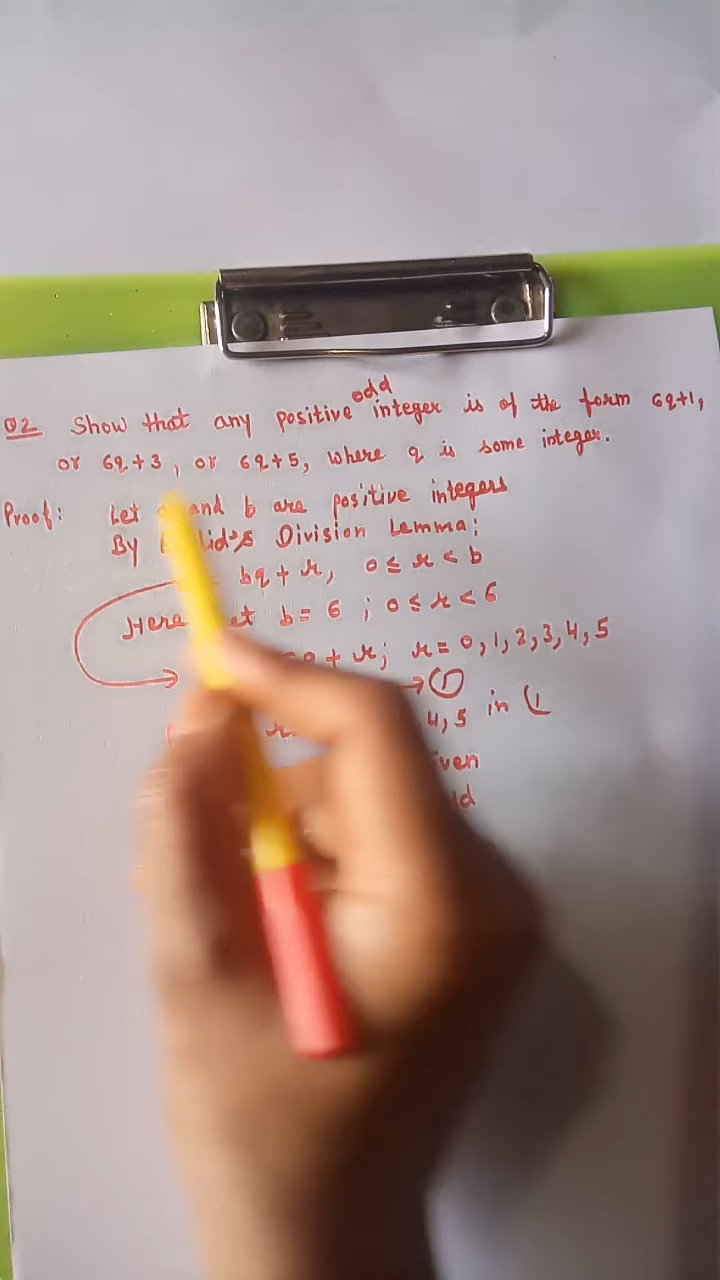 Q2 Show that any positive odd integer is of the form 6q+1,
or 6q+3, or 6q+5, where q is some integer.
Proof: Let and b are positive integers
By Division Lemma:
bq + r, 0 ≤ r < b
Here b = 6 ; 0 ≤ r < 6
+ r; r = 0, 1, 2, 3, 4, 5
→ ①
4, 5 in (1